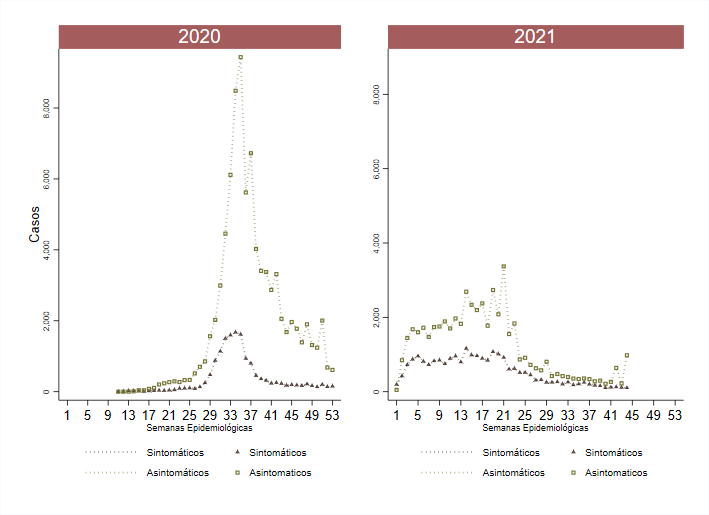 2020
2021
Casos
8,000
6,000
4,000
2,000
0
8,000
6,000
4,000
2,000
0
1 5 9 13 17 21 25 29 33 37 41 45 49 53
1 5 9 13 17 21 25 29 33 37 41 45 49 53
Semanas Epidemiológicas
Semanas Epidemiológicas
Sintomáticos Sintomáticos
Asintomáticos Asintomaticos
Sintomáticos Sintomáticos
Asintomáticos Asintomaticos